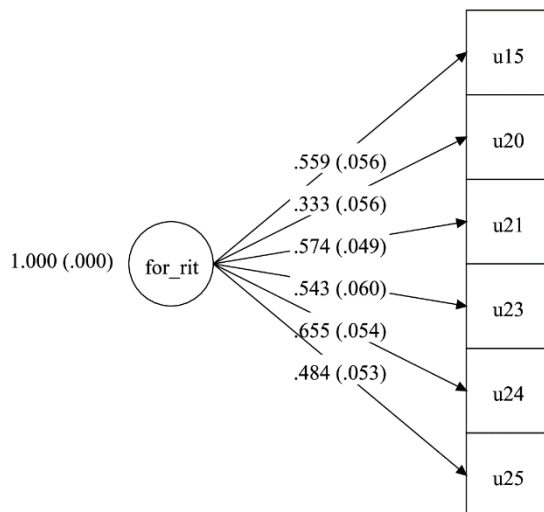 u15
u20
.559 (.056)
.333 (.056)
u21
.574 (.049)
1.000 (.000)
for_rit
.543 (.060)
u23
.655 (.054)
.484 (.053)
u24
u25